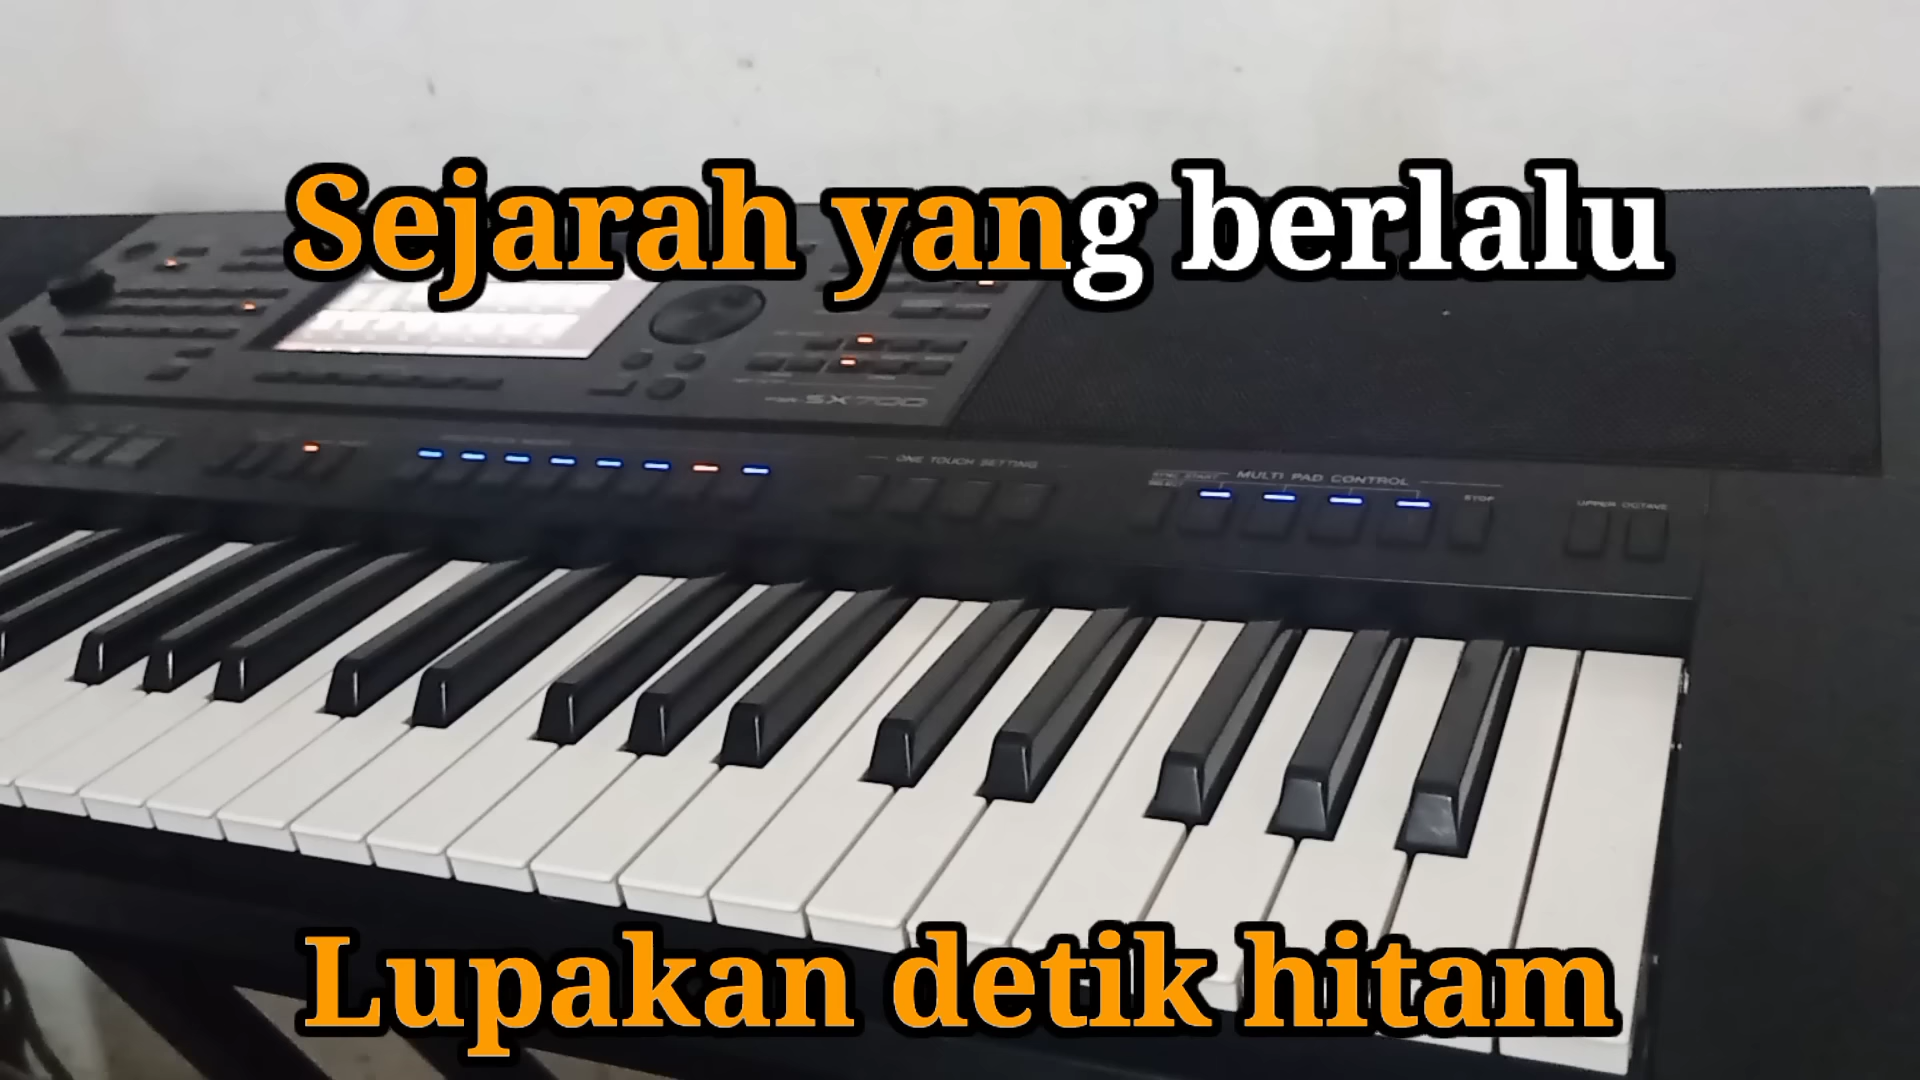 Sejarah yang berlalu
SX700
ONE TOUCH SETTING
MULTI PAD CONTROL
STOP
UPPER OCTAVE
Lupakan detik hitam